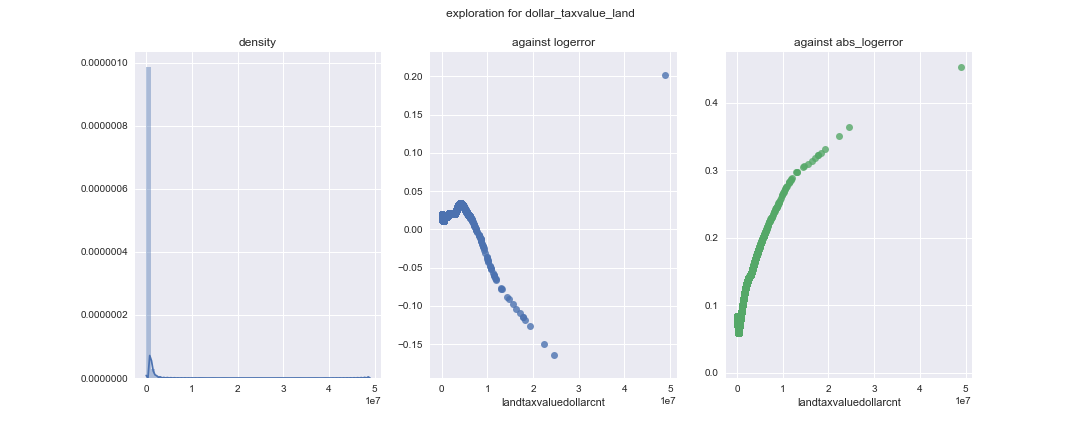 exploration for dollar_taxvalue_land
density
against logerror
against abs_logerror
0.0000010
0.0000008
0.0000006
0.0000004
0.0000002
0.0000000
0 1 2 3 4 5
1e7
0.20
0.15
0.10
0.05
0.00
−0.05
−0.10
−0.15
0 1 2 3 4 5
1e7
landtaxvaluedollarcnt
0.4
0.3
0.2
0.1
0.0
0 1 2 3 4 5
1e7
landtaxvaluedollarcnt